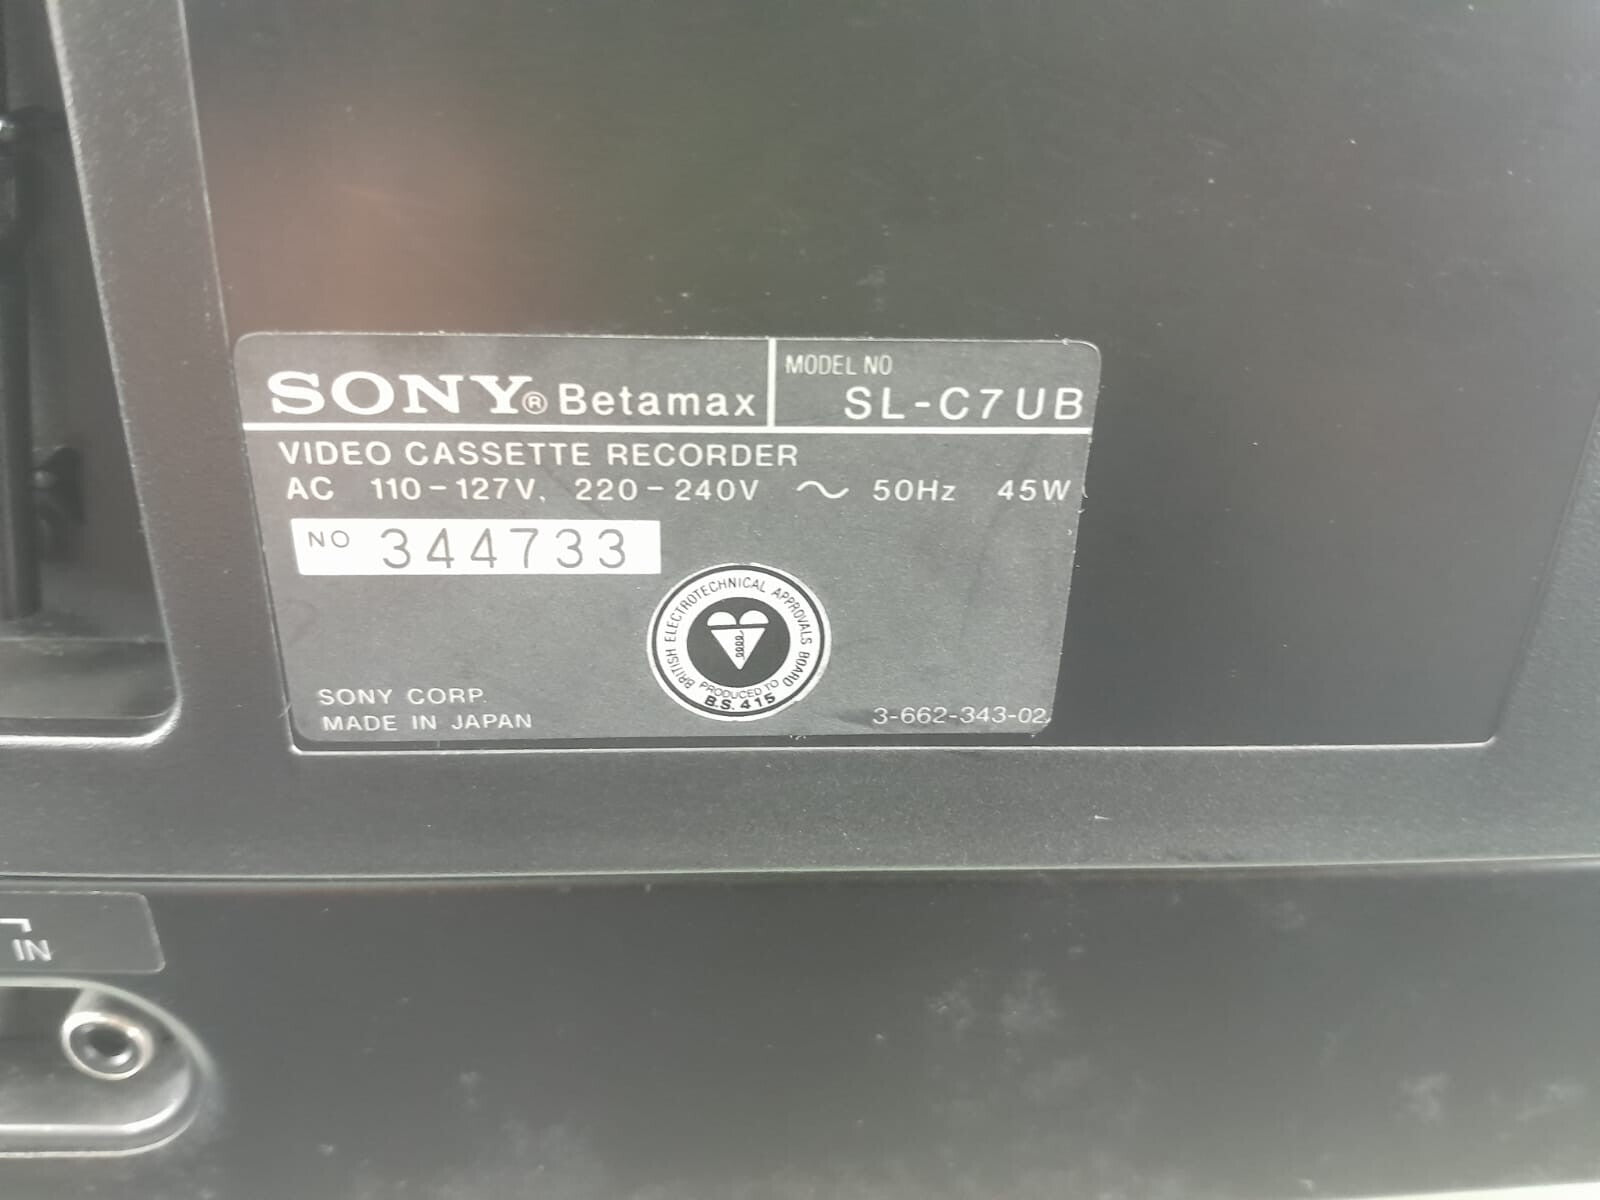 SONY® Betamax
MODEL NO
SL-C7UB
VIDEO CASSETTE RECORDER
AC 110-127V, 220-240V ～ 50Hz 45W
NO 344733
BRITISH ELECTROTECHNICAL APPROVALS BOARD
PRODUCED TO
B.S. 415
SONY CORP.
MADE IN JAPAN
3-662-343-02
IN